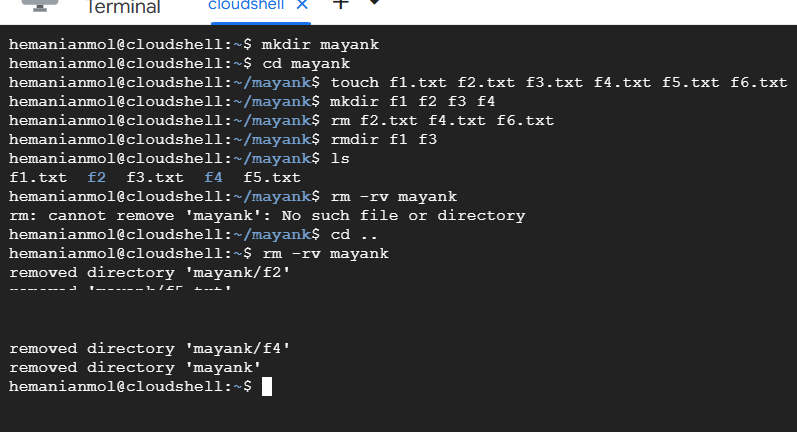 Terminal
cloudshell × +
hemanianmol@cloudshell:~$ mkdir mayank
hemanianmol@cloudshell:~$ cd mayank
hemanianmol@cloudshell:~/mayank$ touch f1.txt f2.txt f3.txt f4.txt f5.txt f6.txt
hemanianmol@cloudshell:~/mayank$ mkdir f1 f2 f3 f4
hemanianmol@cloudshell:~/mayank$ rm f2.txt f4.txt f6.txt
hemanianmol@cloudshell:~/mayank$ rmdir f1 f3
hemanianmol@cloudshell:~/mayank$ ls
f1.txt  f2  f3.txt  f4  f5.txt
hemanianmol@cloudshell:~/mayank$ rm -rv mayank
rm: cannot remove 'mayank': No such file or directory
hemanianmol@cloudshell:~/mayank$ cd ..
hemanianmol@cloudshell:~$ rm -rv mayank
removed directory 'mayank/f2'
removed 'mayank/f5.txt'
removed directory 'mayank/f4'
removed directory 'mayank'
hemanianmol@cloudshell:~$